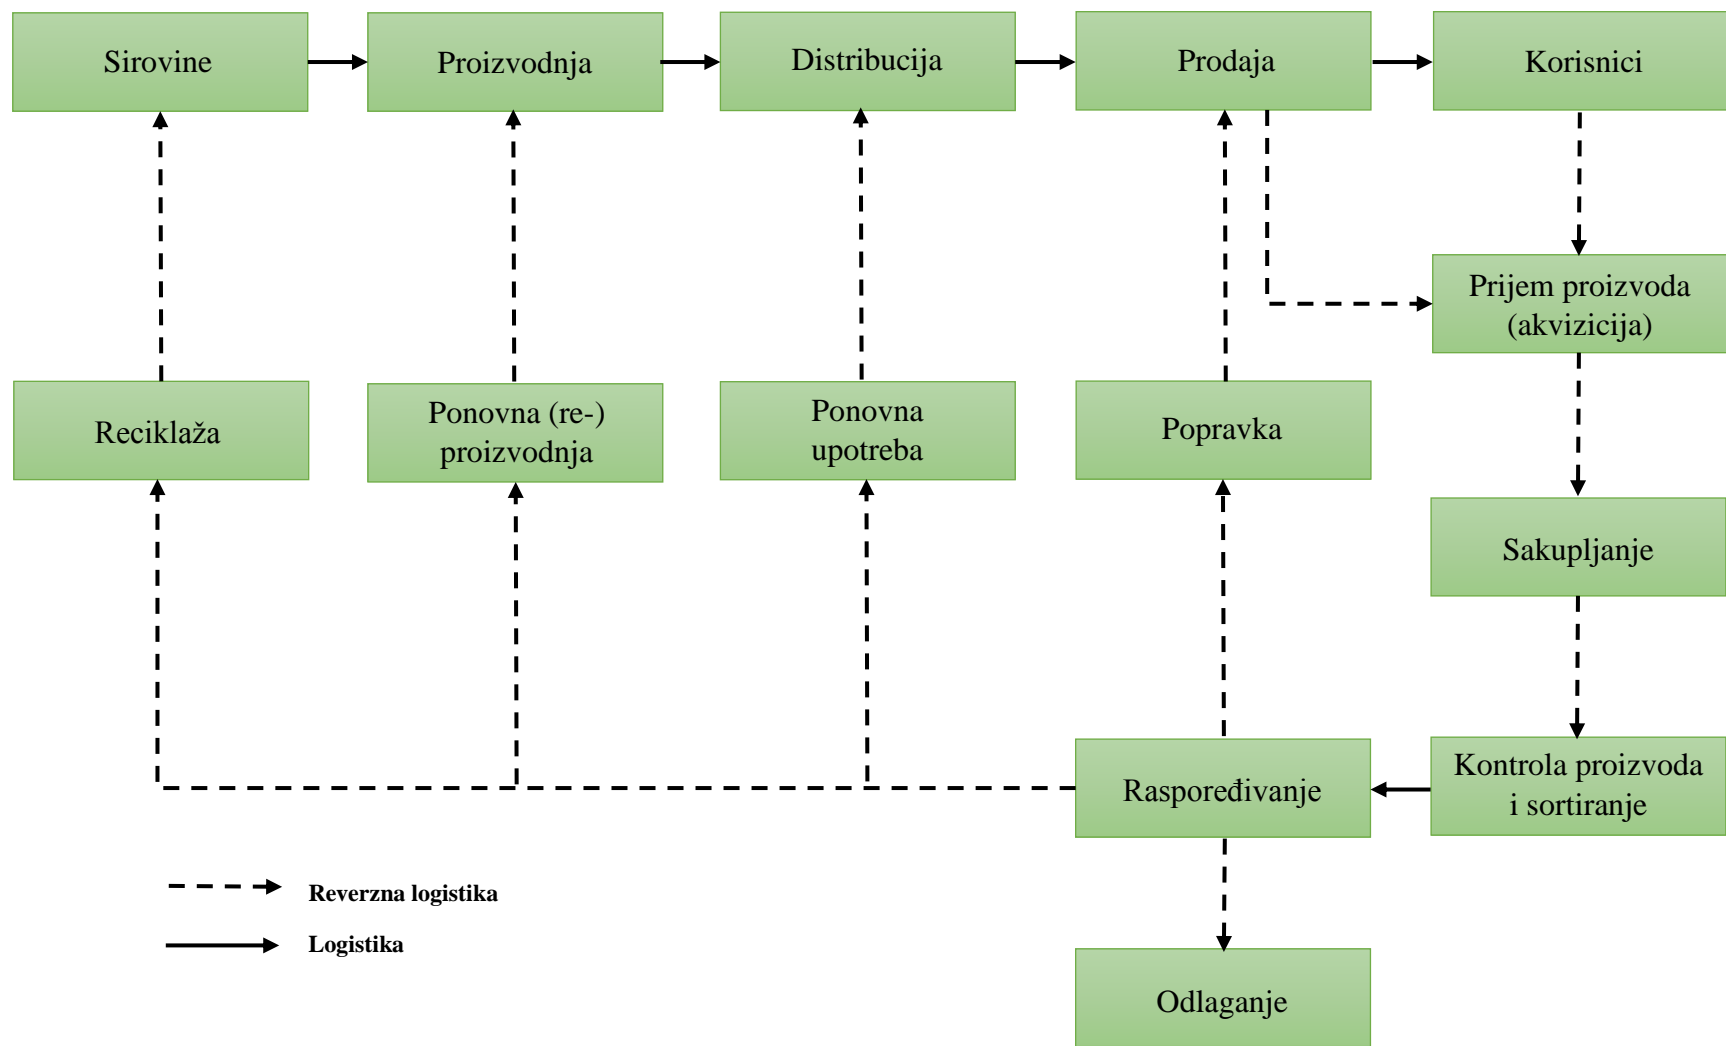 Sirovine
Proizvodnja
Distribucija
Prodaja
Korisnici
Prijem proizvoda
(akvizicija)
Reciklaža
Ponovna (re-)
proizvodnja
Ponovna
upotreba
Popravka
Sakupljanje
Raspoređivanje
Kontrola proizvoda
i sortiranje
Reverzna logistika
Logistika
Odlaganje